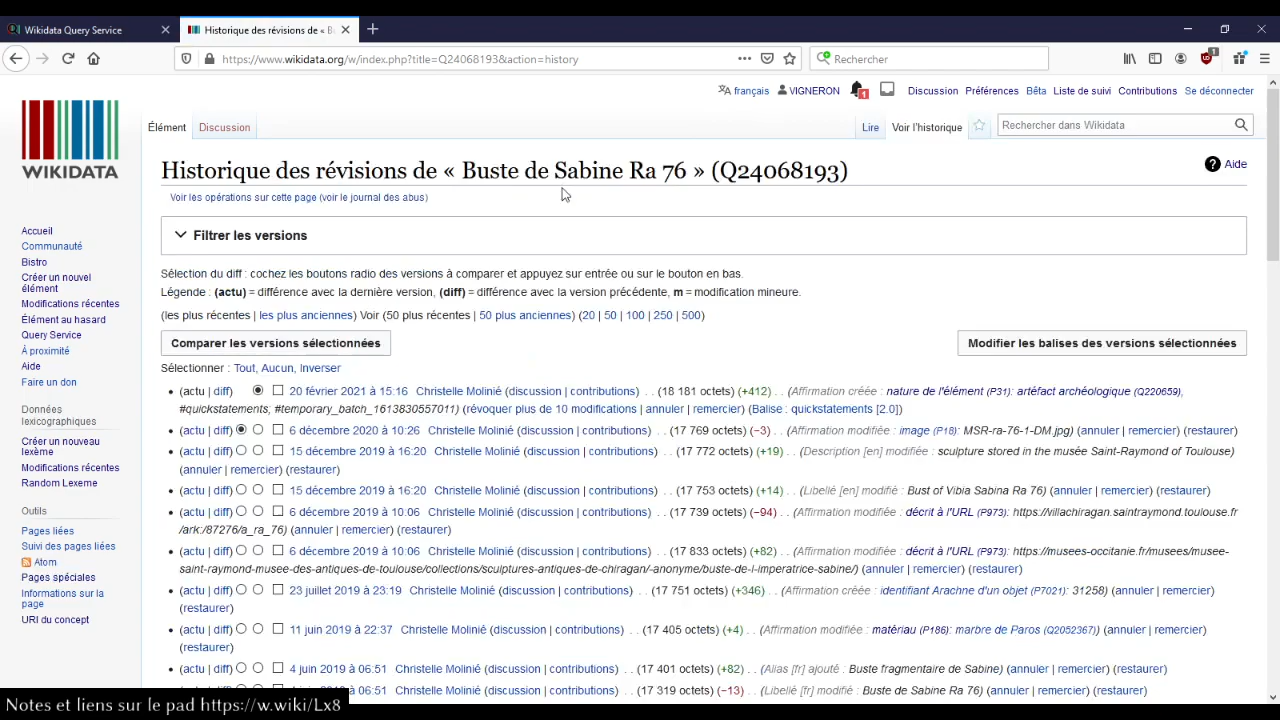 Wikidata Query Service
Historique des révisions de « B
https://www.wikidata.org/w/index.php?title=Q24068193&action=history
Rechercher
1
français VIGNERON 1 Discussion Préférences Bêta Liste de suivi Contributions Se déconnecter
Élément Discussion Lire Voir l'historique Rechercher dans Wikidata
WIKIDATA
Historique des révisions de « Buste de Sabine Ra 76 » (Q24068193)
Aide
Voir les opérations sur cette page (voir le journal des abus)
Filtrer les versions
Sélection du diff : cochez les boutons radio des versions à comparer et appuyez sur entrée ou sur le bouton en bas.
Légende : (actu) = différence avec la dernière version, (diff) = différence avec la version précédente, m = modification mineure.
(les plus récentes | les plus anciennes) Voir (50 plus récentes | 50 plus anciennes) (20 | 50 | 100 | 250 | 500)
Comparer les versions sélectionnées
Modifier les balises des versions sélectionnées
Sélectionner : Tout, Aucun, Inverser
(actu | diff) 20 février 2021 à 15:16 Christelle Molinié (discussion | contributions) . . (18 181 octets) (+412) . . (Affirmation créée : nature de l'élément (P31): artéfact archéologique (Q220659),
#quickstatements; #temporary_batch_1613830557011) (révoquer plus de 10 modifications | annuler | remercier) (Balise : quickstatements [2.0])
(actu | diff) 6 décembre 2020 à 10:26 Christelle Molinié (discussion | contributions) . . (17 769 octets) (−3) . . (Affirmation modifiée : image (P18): MSR-ra-76-1-DM.jpg) (annuler | remercier) (restaurer)
(actu | diff) 15 décembre 2019 à 16:20 Christelle Molinié (discussion | contributions) . . (17 772 octets) (+19) . . (Description [en] modifiée : sculpture stored in the musée Saint-Raymond of Toulouse)
(annuler | remercier) (restaurer)
(actu | diff) 15 décembre 2019 à 16:20 Christelle Molinié (discussion | contributions) . . (17 753 octets) (+14) . . (Libellé [en] modifié : Bust of Vibia Sabina Ra 76) (annuler | remercier) (restaurer)
(actu | diff) 6 décembre 2019 à 10:06 Christelle Molinié (discussion | contributions) . . (17 739 octets) (−94) . . (Affirmation modifiée : décrit à l'URL (P973): https://villachiragan.saintraymond.toulouse.fr
/ark:/87276/a_ra_76) (annuler | remercier) (restaurer)
(actu | diff) 6 décembre 2019 à 10:06 Christelle Molinié (discussion | contributions) . . (17 833 octets) (+82) . . (Affirmation modifiée : décrit à l'URL (P973): https://musees-occitanie.fr/musees/musee-
saint-raymond-musee-des-antiques-de-toulouse/collections/sculptures-antiques-de-chiragan/-anonyme/buste-de-l-imperatrice-sabine/) (annuler | remercier) (restaurer)
(actu | diff) 23 juillet 2019 à 23:19 Christelle Molinié (discussion | contributions) . . (17 751 octets) (+346) . . (Affirmation créée : identifiant Arachne d'un objet (P7021): 31258) (annuler | remercier)
(restaurer)
(actu | diff) 11 juin 2019 à 22:37 Christelle Molinié (discussion | contributions) . . (17 405 octets) (+4) . . (Affirmation modifiée : matériau (P186): marbre de Paros (Q2052367)) (annuler | remercier)
(restaurer)
(actu | diff) 4 juin 2019 à 06:51 Christelle Molinié (discussion | contributions) . . (17 401 octets) (+82) . . (Alias [fr] ajouté : Buste fragmentaire de Sabine) (annuler | remercier) (restaurer)
2019 à 06:51 Christelle Molinié (discussion | contributions) . . (17 319 octets) (−13) . . (Libellé [fr] modifié : Buste de Sabine Ra 76) (annuler | remercier) (restaurer)
Accueil
Communauté
Bistro
Créer un nouvel
élément
Modifications récentes
Élément au hasard
Query Service
À proximité
Aide
Faire un don
Données
lexicographiques
Créer un nouveau
lexème
Modifications récentes
Random Lexeme
Outils
Pages liées
Suivi des pages liées
Atom
Pages spéciales
Informations sur la
page
URI du concept
Notes et liens sur le pad https://w.wiki/Lx8